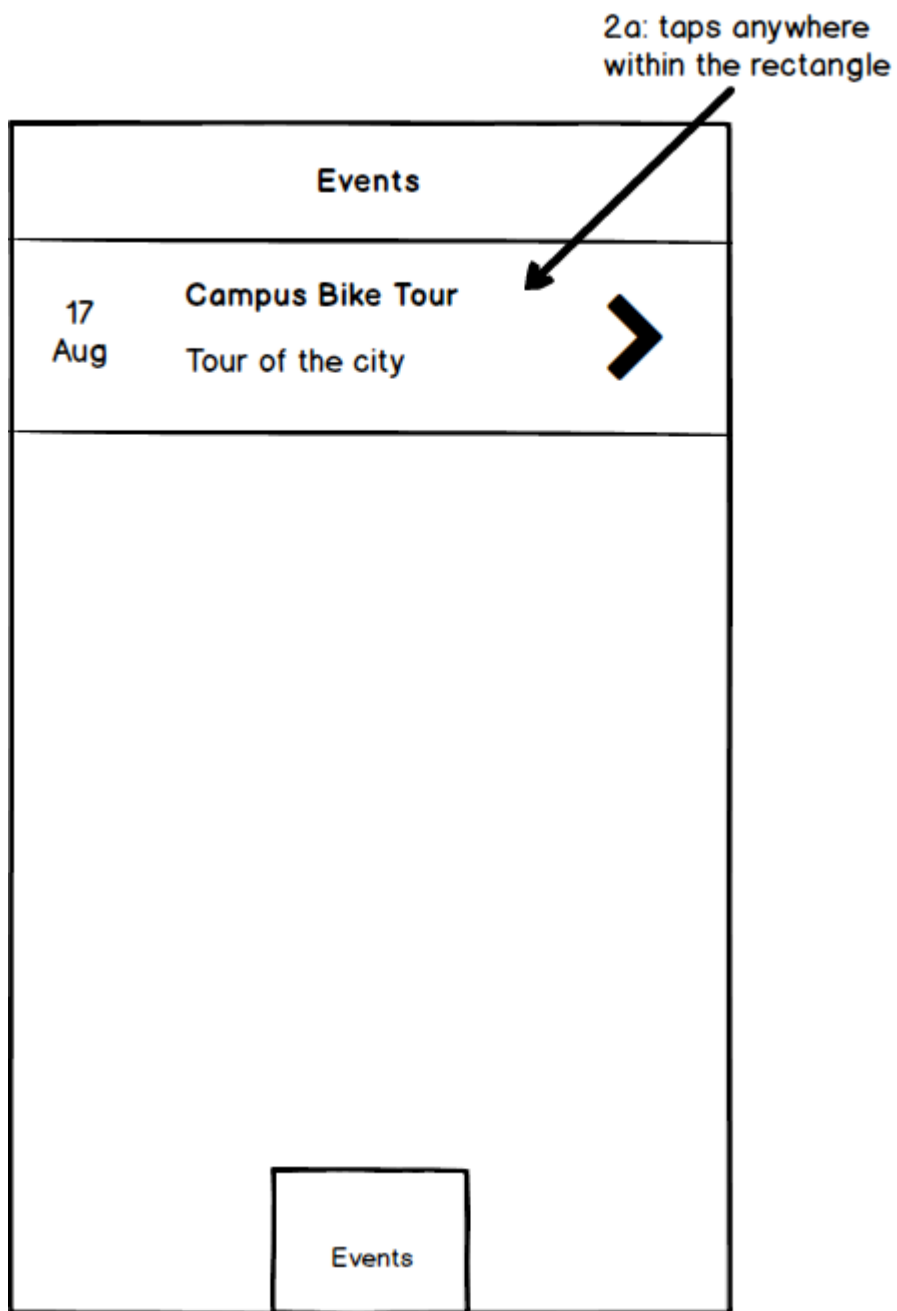 2a: taps anywhere
within the rectangle
Events
17
Aug
Campus Bike Tour
Tour of the city
Events